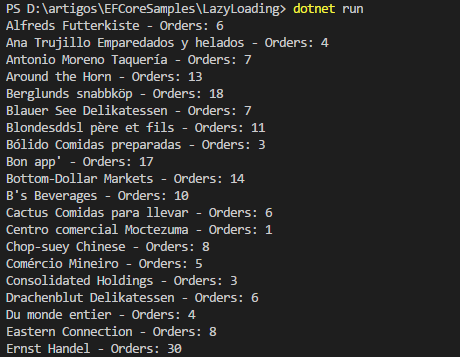 PS D:\artigos\EFCoreSamples\LazyLoading> dotnet run
Alfreds Futterkiste - Orders: 6
Ana Trujillo Emparedados y helados - Orders: 4
Antonio Moreno Taquería - Orders: 7
Around the Horn - Orders: 13
Berglunds snabbköp - Orders: 18
Blauer See Delikatessen - Orders: 7
Blondesddsl père et fils - Orders: 11
Bólido Comidas preparadas - Orders: 3
Bon app' - Orders: 17
Bottom-Dollar Markets - Orders: 14
B's Beverages - Orders: 10
Cactus Comidas para llevar - Orders: 6
Centro comercial Moctezuma - Orders: 1
Chop-suey Chinese - Orders: 8
Comércio Mineiro - Orders: 5
Consolidated Holdings - Orders: 3
Drachenblut Delikatessen - Orders: 6
Du monde entier - Orders: 4
Eastern Connection - Orders: 8
Ernst Handel - Orders: 30